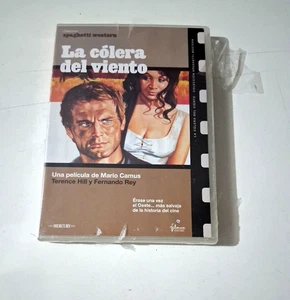 spaghetti western
La cólera
del viento
Una película de Mario Camus
Terence Hill y Fernando Rey
Érase una vez
el Oeste... más salvaje
de la historia del cine
MERCURY